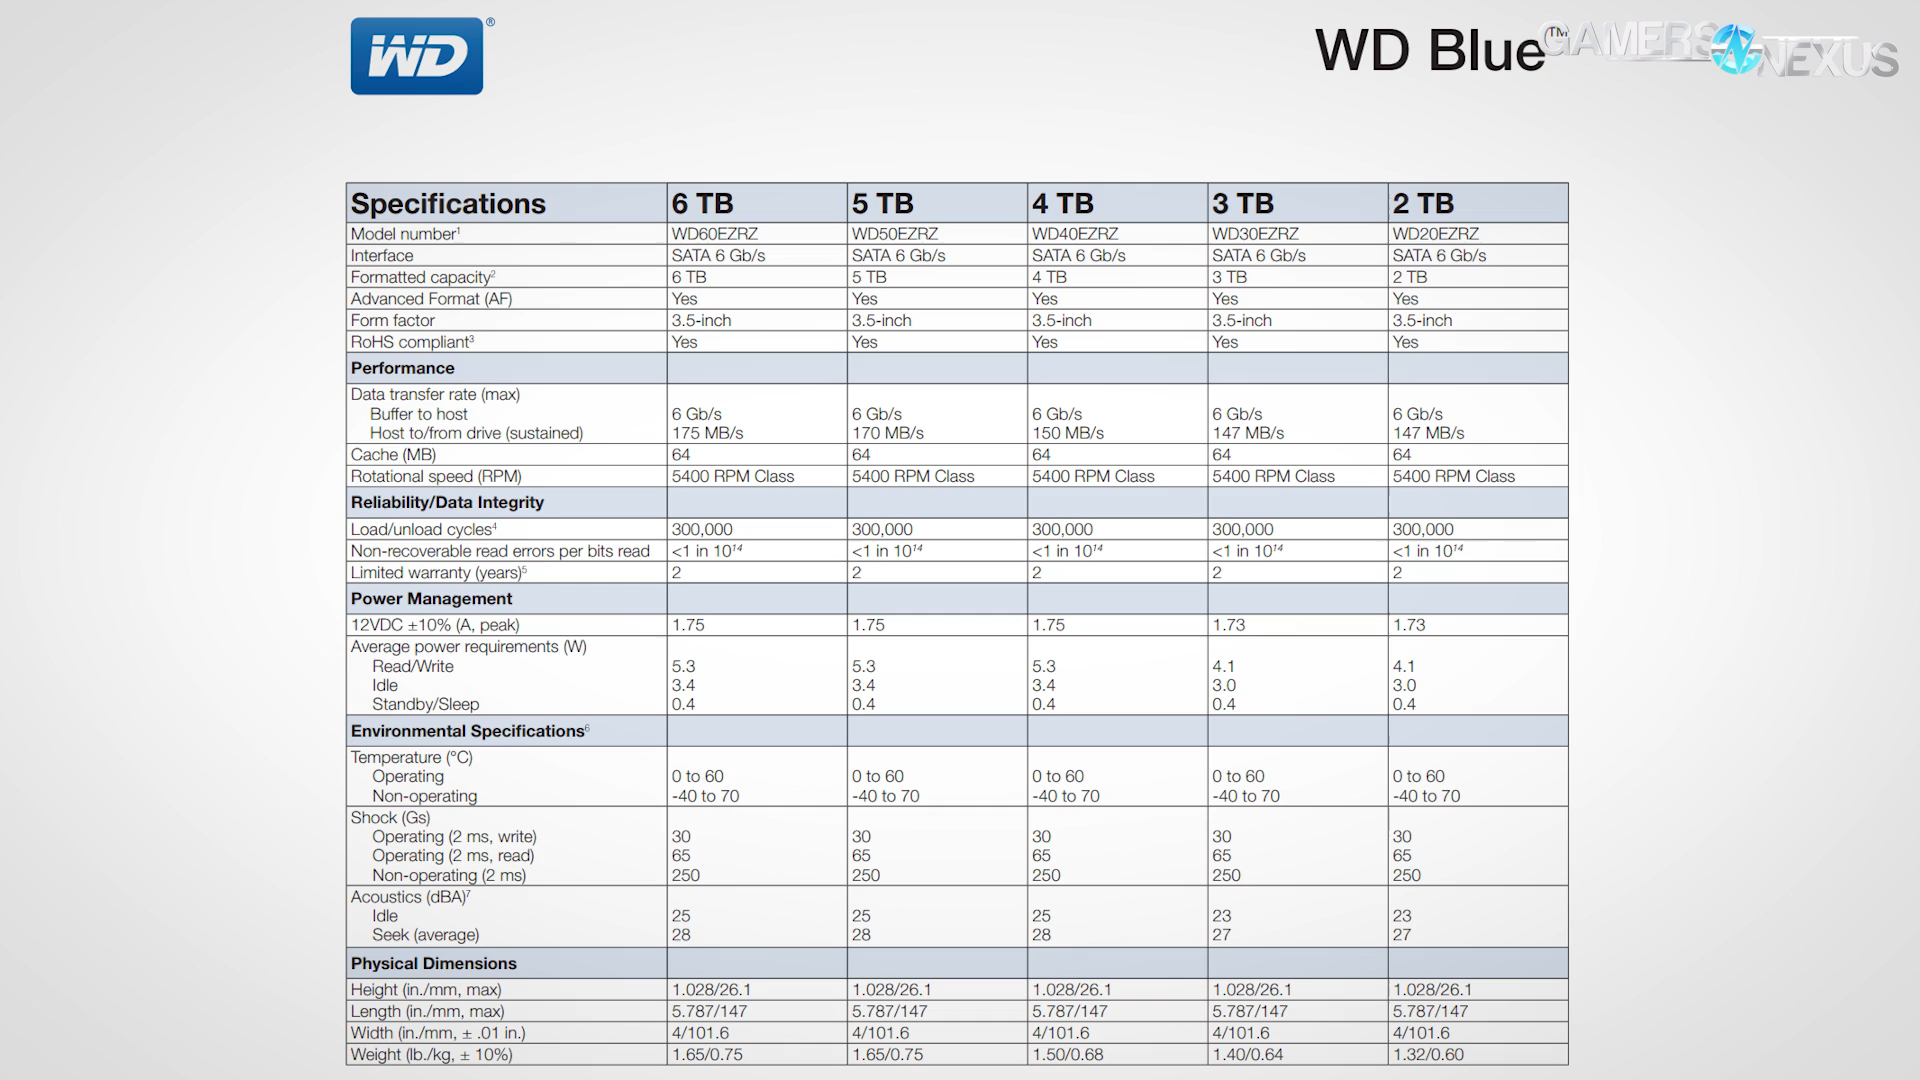 WD®
WD Blue™
GAMERS NEXUS
Specifications 6 TB 5 TB 4 TB 3 TB 2 TB
Model number¹ WD60EZRZ WD50EZRZ WD40EZRZ WD30EZRZ WD20EZRZ
Interface SATA 6 Gb/s SATA 6 Gb/s SATA 6 Gb/s SATA 6 Gb/s SATA 6 Gb/s
Formatted capacity² 6 TB 5 TB 4 TB 3 TB 2 TB
Advanced Format (AF) Yes Yes Yes Yes Yes
Form factor 3.5-inch 3.5-inch 3.5-inch 3.5-inch 3.5-inch
RoHS compliant³ Yes Yes Yes Yes Yes
Performance
Data transfer rate (max)
Buffer to host 6 Gb/s 6 Gb/s 6 Gb/s 6 Gb/s 6 Gb/s
Host to/from drive (sustained) 175 MB/s 170 MB/s 150 MB/s 147 MB/s 147 MB/s
Cache (MB) 64 64 64 64 64
Rotational speed (RPM) 5400 RPM Class 5400 RPM Class 5400 RPM Class 5400 RPM Class 5400 RPM Class
Reliability/Data Integrity
Load/unload cycles⁴ 300,000 300,000 300,000 300,000 300,000
Non-recoverable read errors per bits read <1 in 10¹⁴ <1 in 10¹⁴ <1 in 10¹⁴ <1 in 10¹⁴ <1 in 10¹⁴
Limited warranty (years)⁵ 2 2 2 2 2
Power Management
12VDC ±10% (A, peak) 1.75 1.75 1.75 1.73 1.73
Average power requirements (W)
Read/Write 5.3 5.3 5.3 4.1 4.1
Idle 3.4 3.4 3.4 3.0 3.0
Standby/Sleep 0.4 0.4 0.4 0.4 0.4
Environmental Specifications⁶
Temperature (°C)
Operating 0 to 60 0 to 60 0 to 60 0 to 60 0 to 60
Non-operating -40 to 70 -40 to 70 -40 to 70 -40 to 70 -40 to 70
Shock (Gs)
Operating (2 ms, write) 30 30 30 30 30
Operating (2 ms, read) 65 65 65 65 65
Non-operating (2 ms) 250 250 250 250 250
Acoustics (dBA)⁷
Idle 25 25 25 23 23
Seek (average) 28 28 28 27 27
Physical Dimensions
Height (in./mm, max) 1.028/26.1 1.028/26.1 1.028/26.1 1.028/26.1 1.028/26.1
Length (in./mm, max) 5.787/147 5.787/147 5.787/147 5.787/147 5.787/147
Width (in./mm, ± .01 in.) 4/101.6 4/101.6 4/101.6 4/101.6 4/101.6
Weight (lb./kg, ± 10%) 1.65/0.75 1.65/0.75 1.50/0.68 1.40/0.64 1.32/0.60